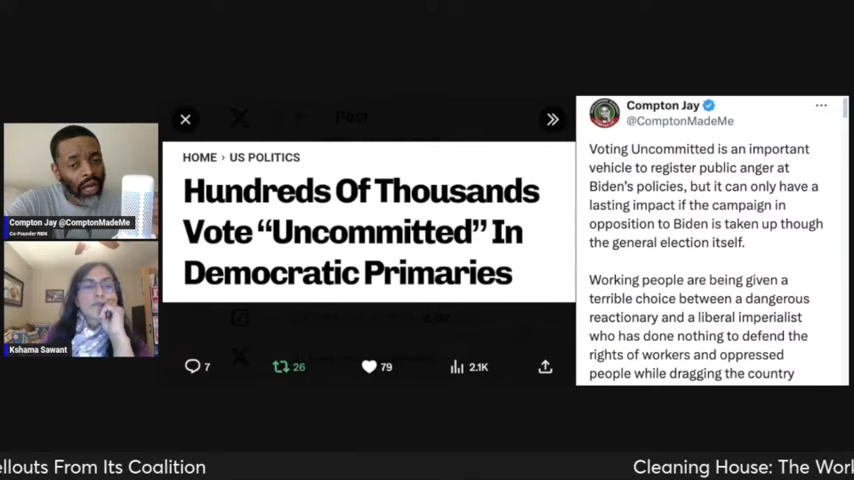 Compton Jay @ComptonMadeMe
Co-Founder RBN
Kshama Sawant
Post
HOME › US POLITICS
Hundreds Of Thousands
Vote “Uncommitted” In
Democratic Primaries
7
26
79
2.1K
Compton Jay
@ComptonMadeMe
Voting Uncommitted is an important
vehicle to register public anger at
Biden’s policies, but it can only have a
lasting impact if the campaign in
opposition to Biden is taken up though
the general election itself.
Working people are being given a
terrible choice between a dangerous
reactionary and a liberal imperialist
who has done nothing to defend the
rights of workers and oppressed
people while dragging the country
ellouts From Its Coalition
Cleaning House: The Work